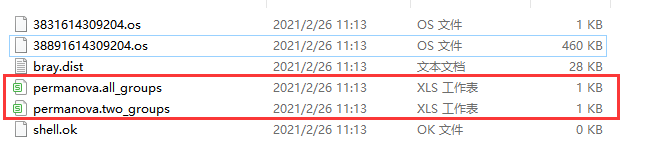 3831614309204.os 2021/2/26 11:13 OS 文件 1 KB
38891614309204.os 2021/2/26 11:13 OS 文件 460 KB
bray.dist 2021/2/26 11:13 文本文档 28 KB
permanova.all_groups 2021/2/26 11:13 XLS 工作表 1 KB
permanova.two_groups 2021/2/26 11:13 XLS 工作表 1 KB
shell.ok 2021/2/26 11:13 OK 文件 0 KB